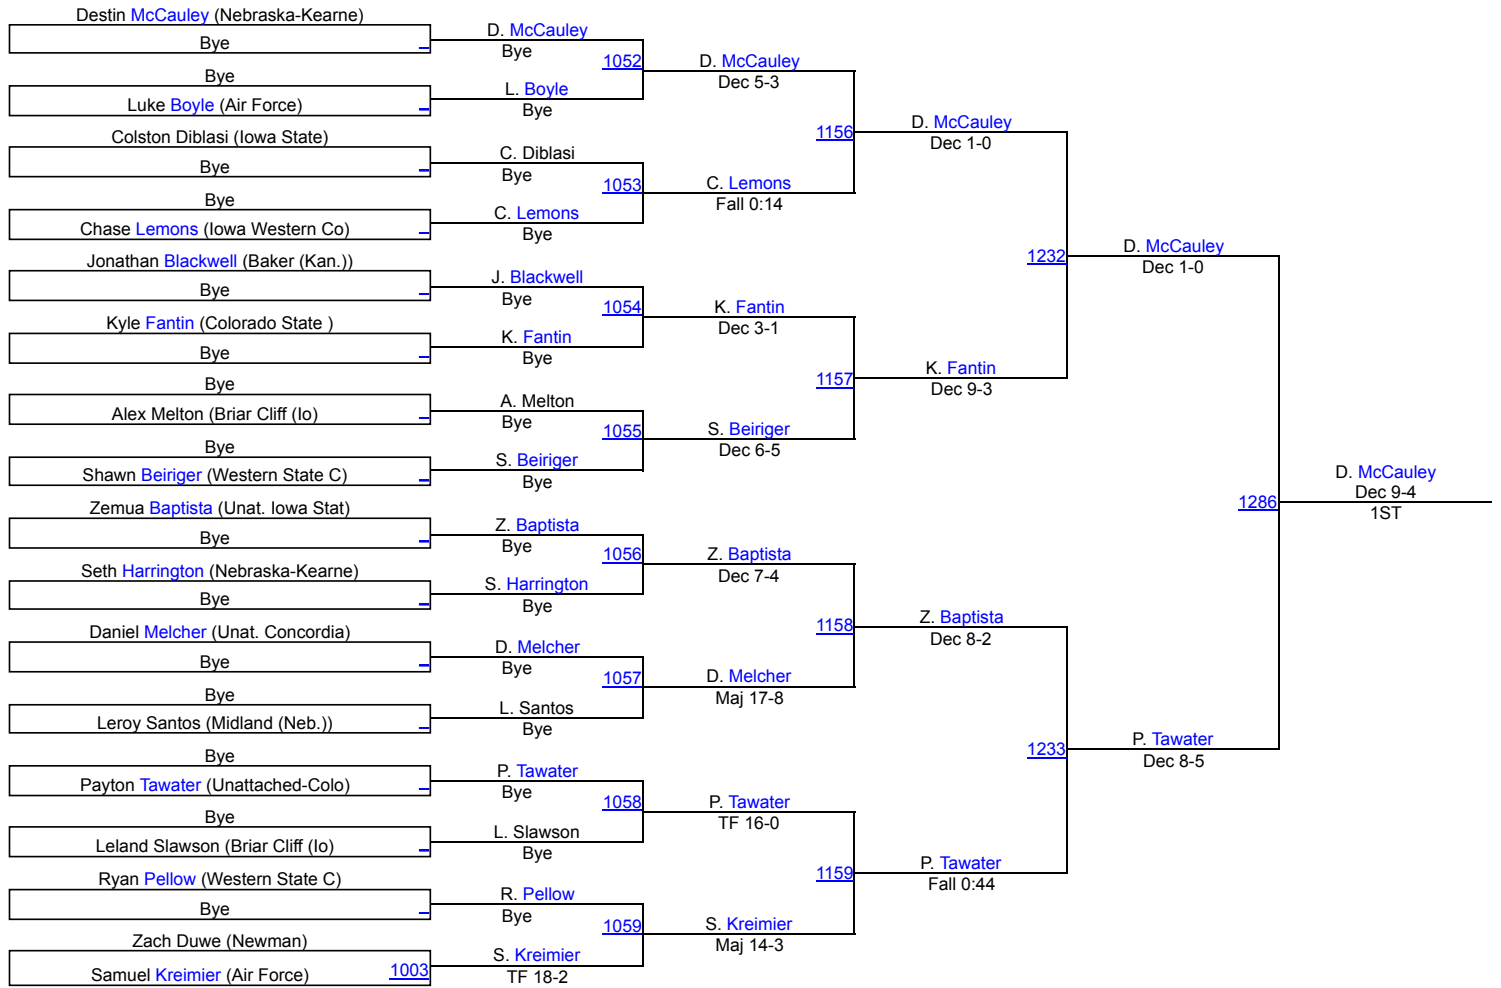 Destin McCauley (Nebraska-Kearne)
Bye
Bye
Luke Boyle (Air Force)
Colston Diblasi (Iowa State)
Bye
Bye
Chase Lemons (Iowa Western Co)
Jonathan Blackwell (Baker (Kan.))
Bye
Kyle Fantin (Colorado State )
Bye
Bye
Alex Melton (Briar Cliff (Io)
Bye
Shawn Beiriger (Western State C)
Zemua Baptista (Unat. Iowa Stat)
Bye
Seth Harrington (Nebraska-Kearne)
Bye
Daniel Melcher (Unat. Concordia)
Bye
Bye
Leroy Santos (Midland (Neb.))
Bye
Payton Tawater (Unattached-Colo)
Bye
Leland Slawson (Briar Cliff (Io)
Ryan Pellow (Western State C)
Bye
Zach Duwe (Newman)
Samuel Kreimier (Air Force)
1003
D. McCauley
Bye
1052
L. Boyle
Bye
C. Diblasi
Bye
1053
C. Lemons
Bye
J. Blackwell
Bye
1054
K. Fantin
Bye
A. Melton
Bye
1055
S. Beiriger
Bye
Z. Baptista
Bye
1056
S. Harrington
Bye
D. Melcher
Bye
1057
L. Santos
Bye
P. Tawater
Bye
1058
L. Slawson
Bye
R. Pellow
Bye
1059
S. Kreimier
TF 18-2
D. McCauley
Dec 5-3
1156
C. Lemons
Fall 0:14
K. Fantin
Dec 3-1
1157
S. Beiriger
Dec 6-5
Z. Baptista
Dec 7-4
1158
D. Melcher
Maj 17-8
P. Tawater
TF 16-0
1159
S. Kreimier
Maj 14-3
D. McCauley
Dec 1-0
1232
K. Fantin
Dec 9-3
Z. Baptista
Dec 8-2
1233
P. Tawater
Fall 0:44
D. McCauley
Dec 1-0
1286
P. Tawater
Dec 8-5
D. McCauley
Dec 9-4
1ST